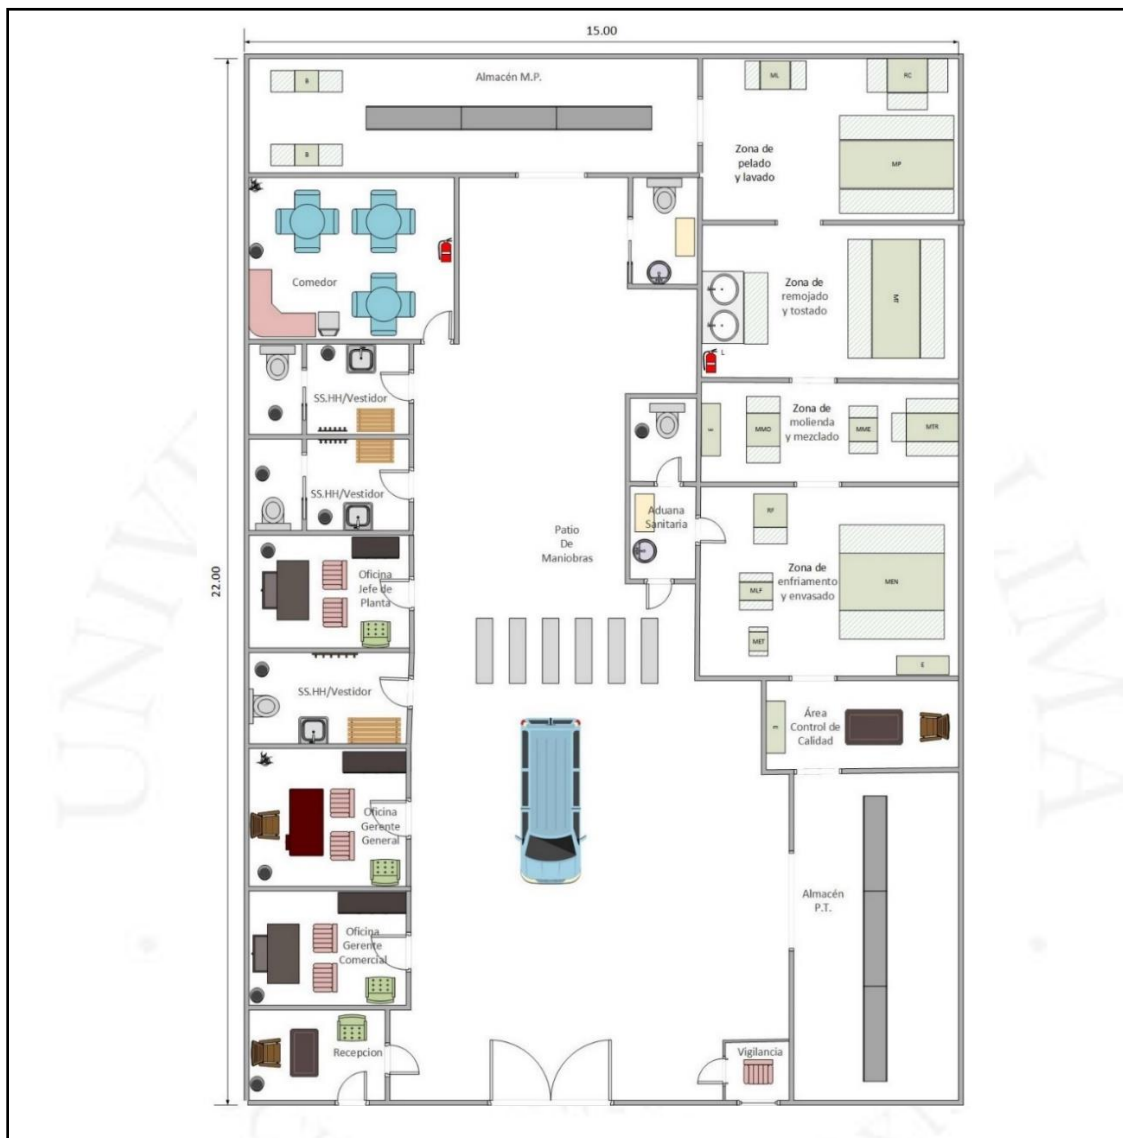 15.00
22.00
Almacén M.P.
B
B
ML
RC
Zona de
pelado
y lavado
MP
Comedor
Zona de
remojado
y tostado
MT
L
SS.HH/Vestidor
Zona de
molienda
y mezclado
E
MMO
MME
MTR
SS.HH/Vestidor
Aduana
Sanitaria
Patio
De
Maniobras
RF
Zona de
enfriamento
y envasado
MEN
MLF
MET
E
Oficina
Jefe de
Planta
SS.HH/Vestidor
Área
Control de
Calidad
E
Oficina
Gerente
General
Almacén
P.T.
Oficina
Gerente
Comercial
Recepcion
Vigilancia